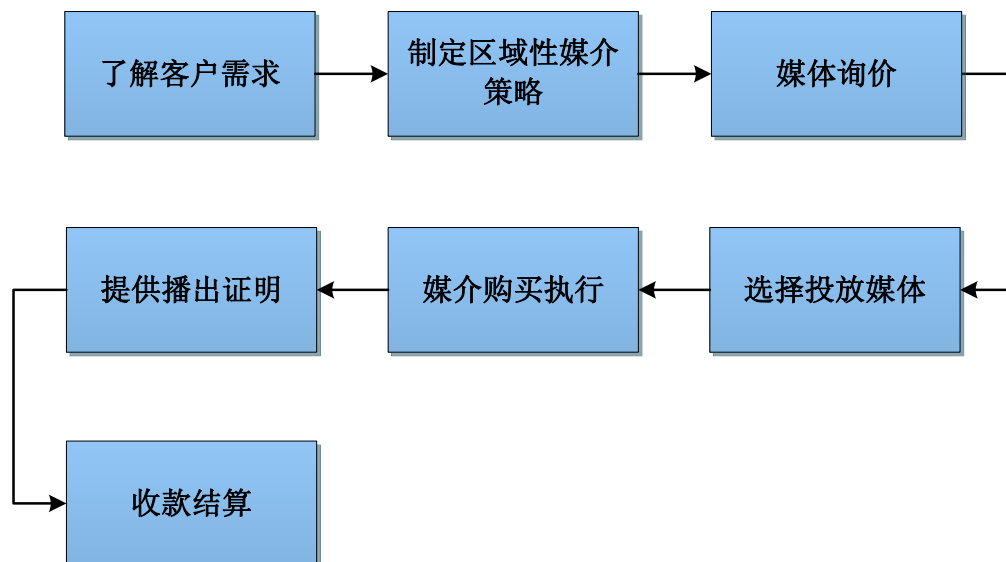 了解客户需求
制定区域性媒介
策略
媒体询价
选择投放媒体
媒介购买执行
提供播出证明
收款结算